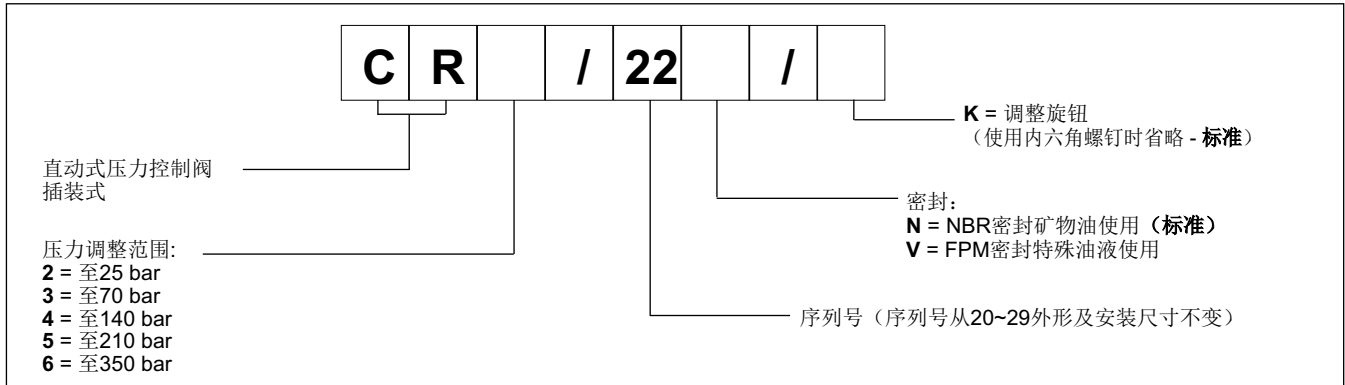 C R / 22 /
K = 调整旋钮
（使用内六角螺钉时省略 - 标准）
直动式压力控制阀
插装式
密封：
N = NBR密封矿物油使用（标准）
V = FPM密封特殊油液使用
压力调整范围:
2 = 至25 bar
3 = 至70 bar
4 = 至140 bar
5 = 至210 bar
6 = 至350 bar
序列号（序列号从20~29外形及安装尺寸不变）